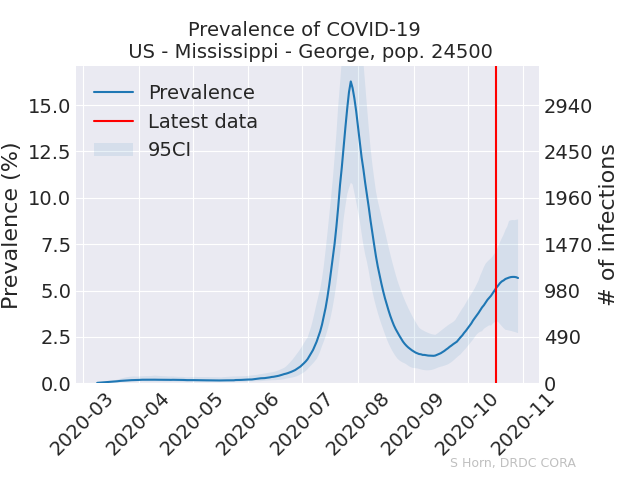 Prevalence of COVID-19
US - Mississippi - George, pop. 24500
Prevalence
Latest data
95CI
Prevalence (%)
15.0
12.5
10.0
7.5
5.0
2.5
0.0
2940
2450
1960
1470
980
490
0
# of infections
2020-03
2020-04
2020-05
2020-06
2020-07
2020-08
2020-09
2020-10
2020-11
S Horn, DRDC CORA